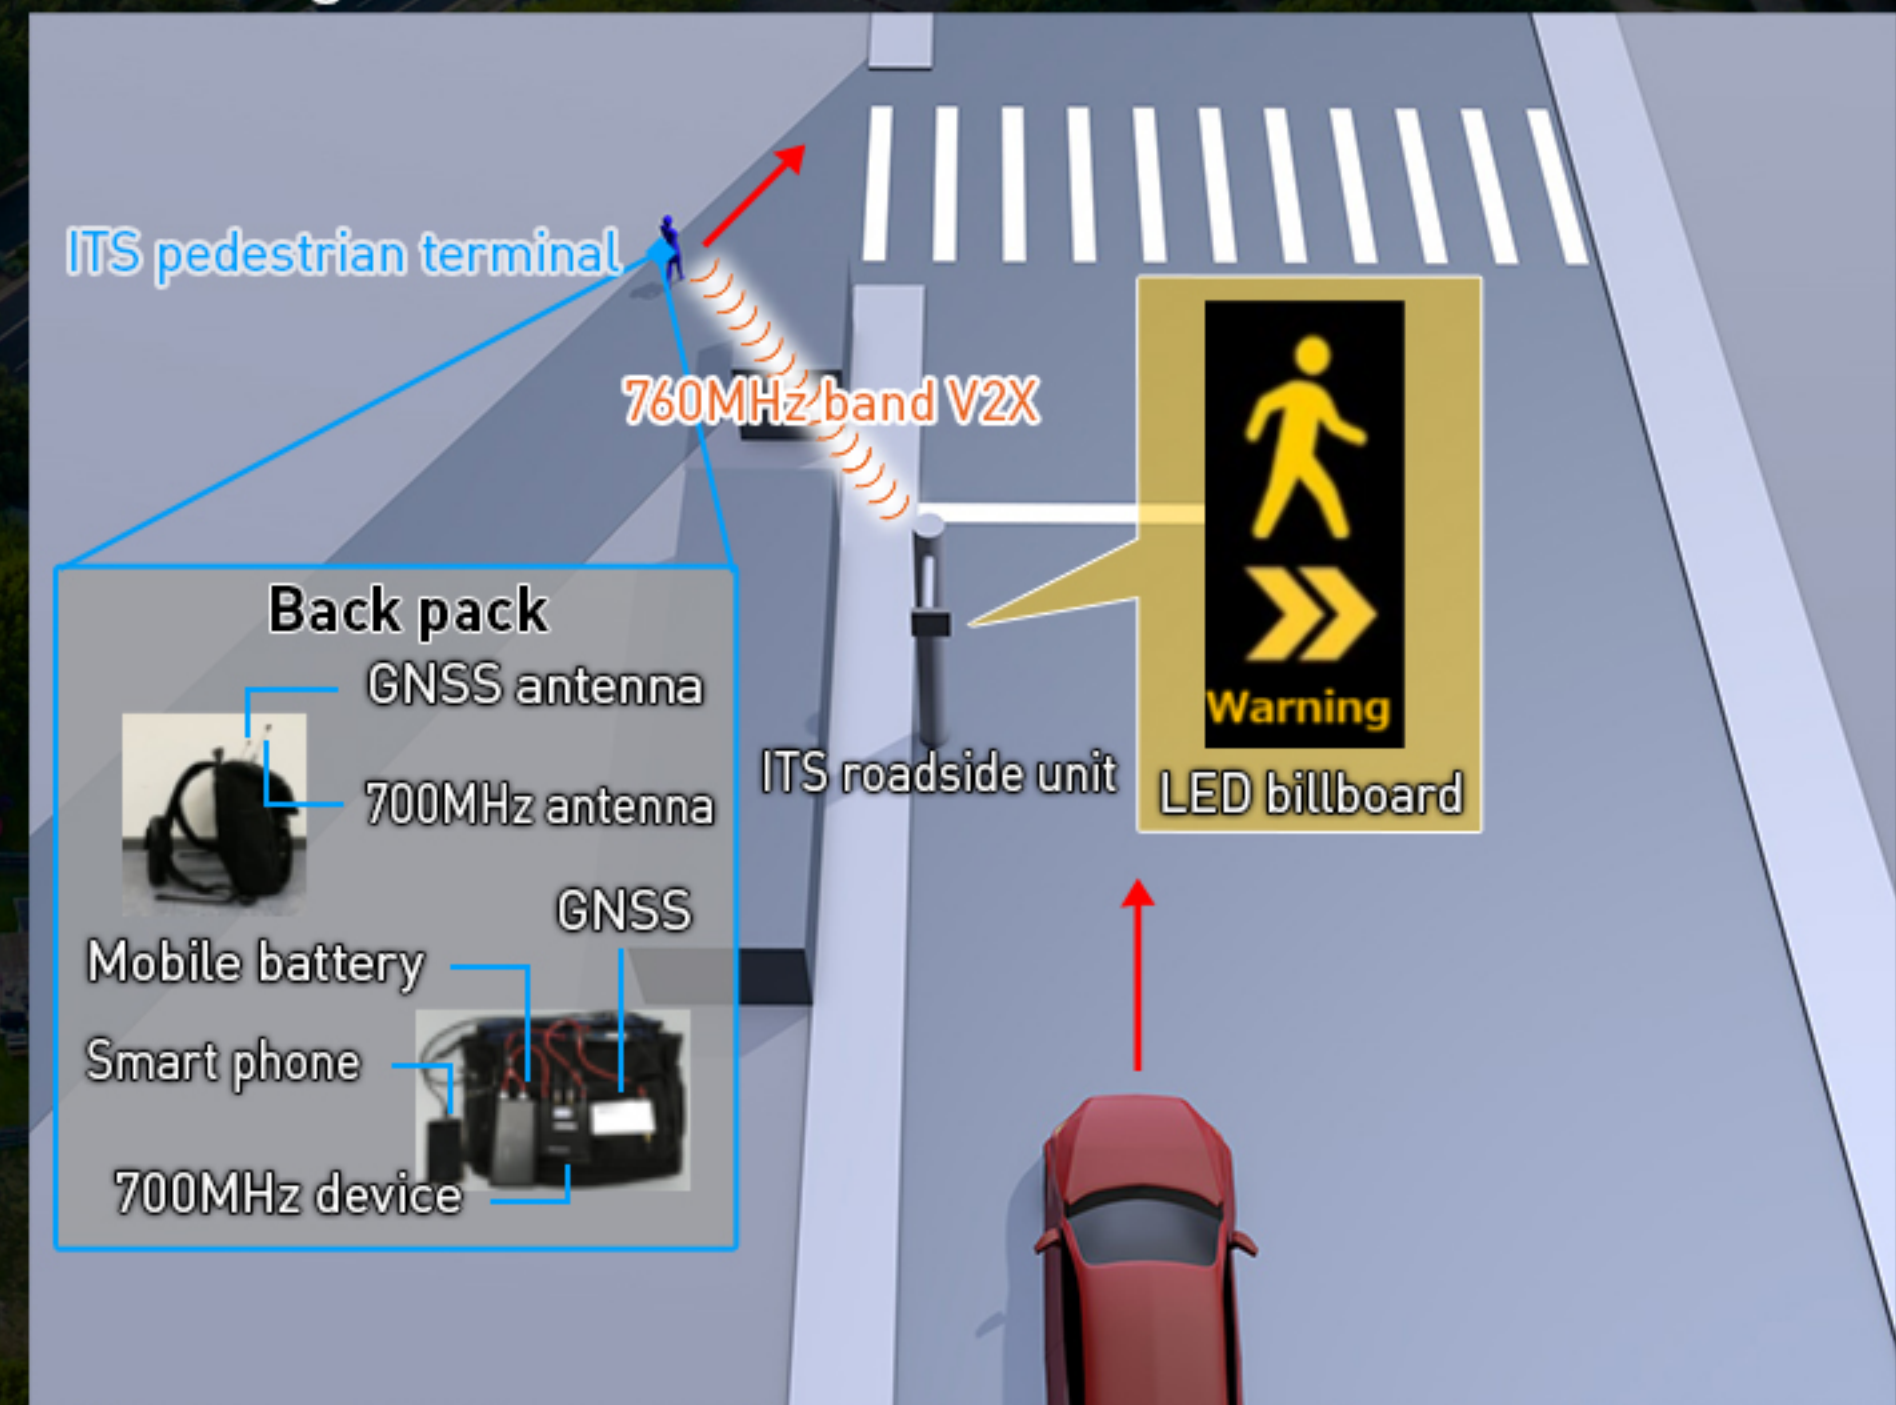 ITS pedestrian terminal
760MHz band V2X
Back pack
GNSS antenna
700MHz antenna
GNSS
Mobile battery
Smart phone
700MHz device
ITS roadside unit
Warning
LED billboard